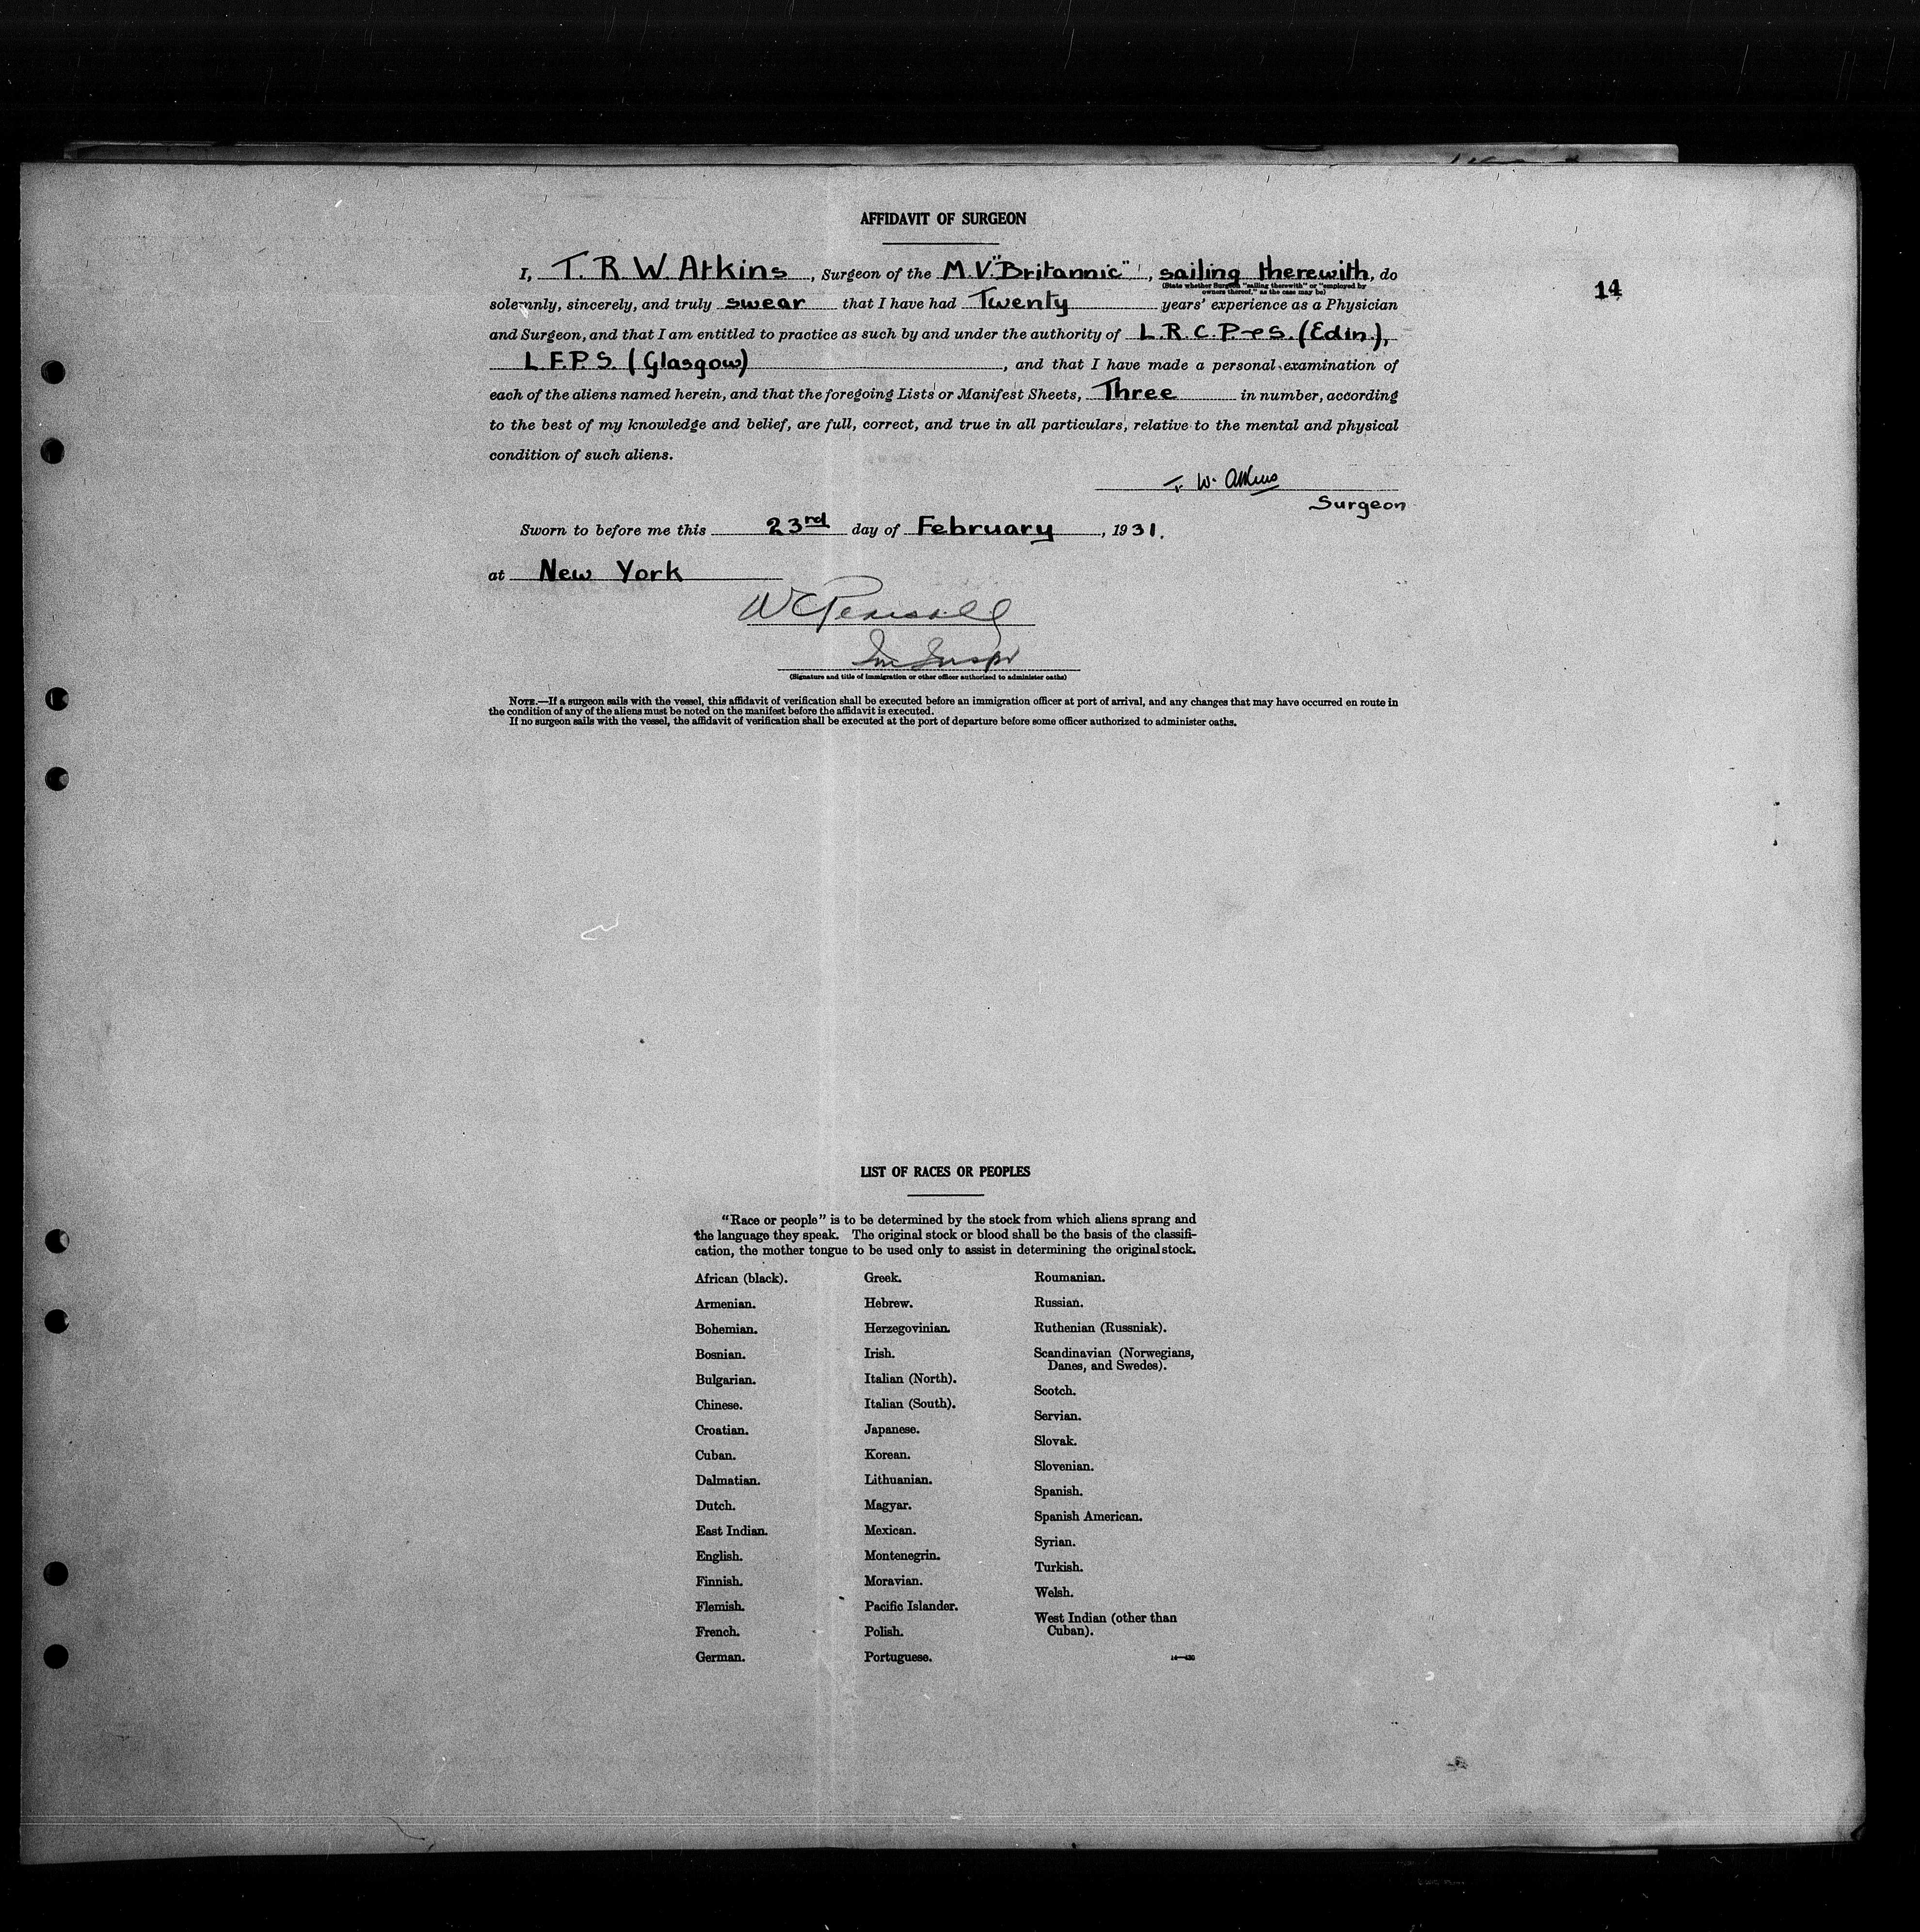 AFFIDAVIT OF SURGEON
14
I, T. R. W. Atkins, Surgeon of the M.V. "Britannic", sailing therewith, do
(State whether Surgeon "sailing therewith" or "employed by
owners thereof," as the case may be)
solemnly, sincerely, and truly swear that I have had Twenty years' experience as a Physician
and Surgeon, and that I am entitled to practice as such by and under the authority of L.R.C.P. & S. (Edin.),
L.F.P.S. (Glasgow), and that I have made a personal examination of
each of the aliens named herein, and that the foregoing Lists or Manifest Sheets, Three in number, according
to the best of my knowledge and belief, are full, correct, and true in all particulars, relative to the mental and physical
condition of such aliens.
T. W. Atkins
Surgeon
Sworn to before me this 23rd day of February, 1931.
at New York
(Signature and title of immigration or other officer authorized to administer oaths)
NOTE.—If a surgeon sails with the vessel, this affidavit of verification shall be executed before an immigration officer at port of arrival, and any changes that may have occurred en route in
the condition of any of the aliens must be noted on the manifest before the affidavit is executed.
If no surgeon sails with the vessel, the affidavit of verification shall be executed at the port of departure before some officer authorized to administer oaths.
LIST OF RACES OR PEOPLES
"Race or people" is to be determined by the stock from which aliens sprang and
the language they speak. The original stock or blood shall be the basis of the classifi-
cation, the mother tongue to be used only to assist in determining the original stock.
African (black).
Armenian.
Bohemian.
Bosnian.
Bulgarian.
Chinese.
Croatian.
Cuban.
Dalmatian.
Dutch.
East Indian.
English.
Finnish.
Flemish.
French.
German.
Greek.
Hebrew.
Herzegovinian.
Irish.
Italian (North).
Italian (South).
Japanese.
Korean.
Lithuanian.
Magyar.
Mexican.
Montenegrin.
Moravian.
Pacific Islander.
Polish.
Portuguese.
Roumanian.
Russian.
Ruthenian (Russniak).
Scandinavian (Norwegians,
Danes, and Swedes).
Scotch.
Servian.
Slovak.
Slovenian.
Spanish.
Spanish American.
Syrian.
Turkish.
Welsh.
West Indian (other than
Cuban).